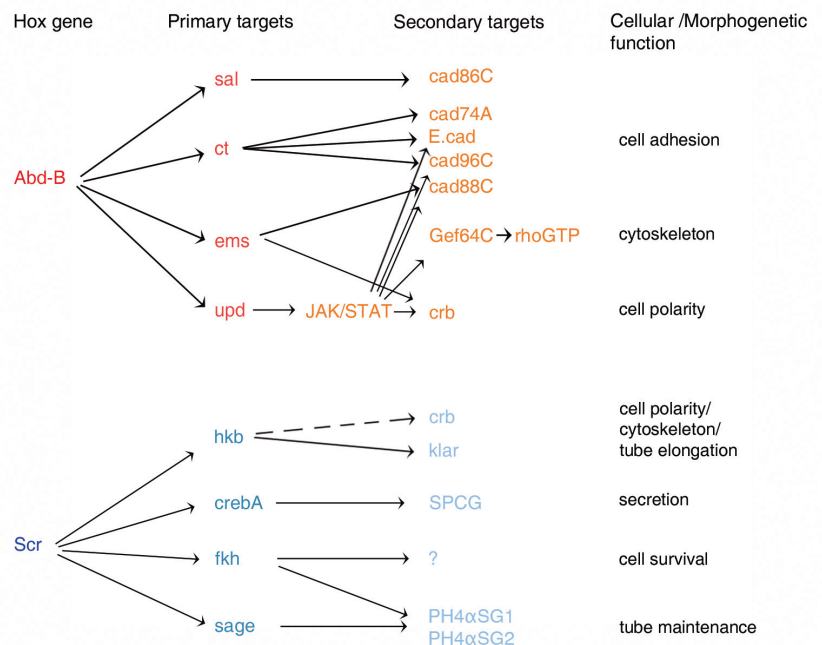 Hox gene
Primary targets
Secondary targets
Cellular /Morphogenetic
function
Abd-B
sal
ct
ems
upd
JAK/STAT
cad86C
cad74A
E.cad
cad96C
cad88C
Gef64C
rhoGTP
crb
cell adhesion
cytoskeleton
cell polarity
Scr
hkb
crebA
fkh
sage
crb
klar
SPCG
?
PH4αSG1
PH4αSG2
cell polarity/
cytoskeleton/
tube elongation
secretion
cell survival
tube maintenance